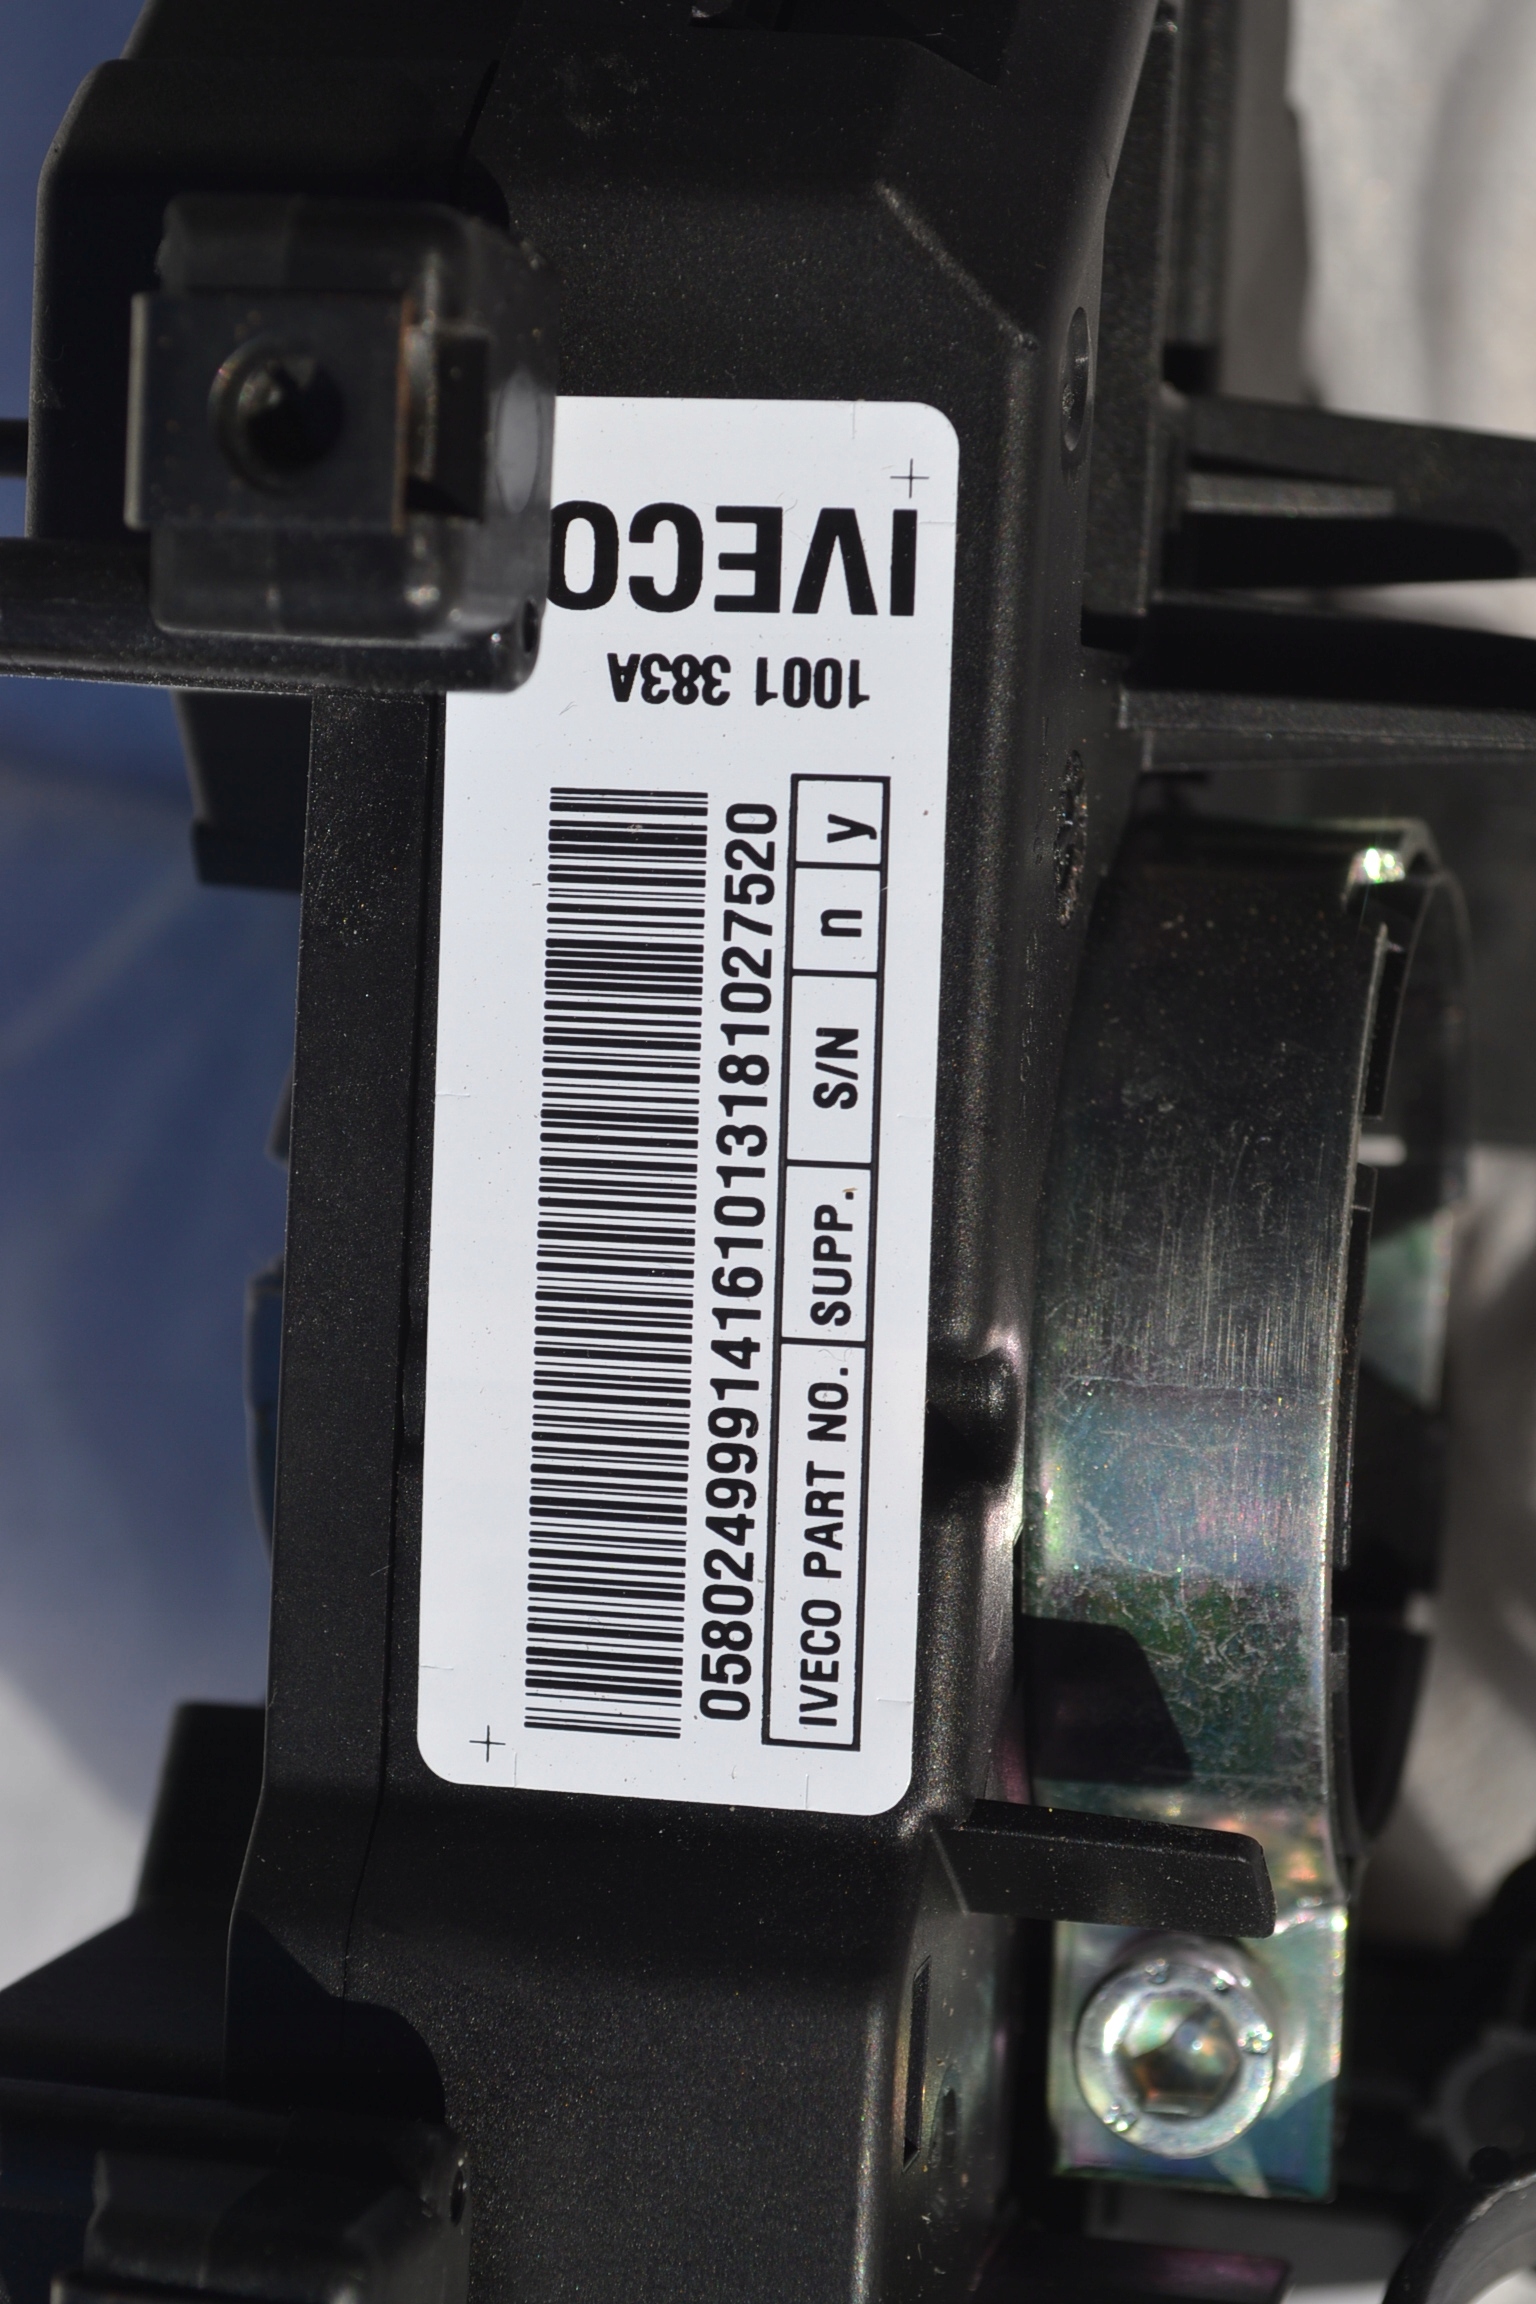 IVECO
1001 383A
05802499914161013181027520
IVECO PART NO. SUPP. S/N n y